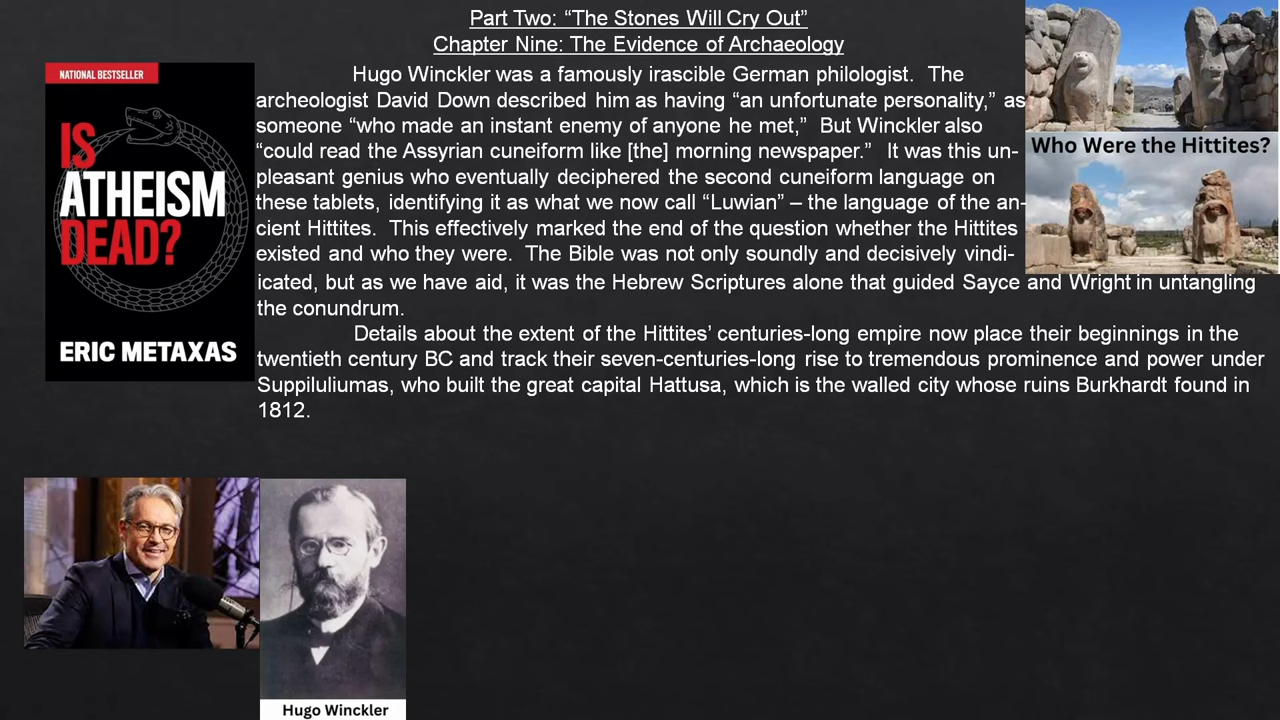 Part Two: “The Stones Will Cry Out”
Chapter Nine: The Evidence of Archaeology
Hugo Winckler was a famously irascible German philologist.  The
archeologist David Down described him as having “an unfortunate personality,” as
someone “who made an instant enemy of anyone he met,”  But Winckler also
“could read the Assyrian cuneiform like [the] morning newspaper.”  It was this un-
pleasant genius who eventually deciphered the second cuneiform language on
these tablets, identifying it as what we now call “Luwian” – the language of the an-
cient Hittites.  This effectively marked the end of the question whether the Hittites
existed and who they were.  The Bible was not only soundly and decisively vindi-
icated, but as we have aid, it was the Hebrew Scriptures alone that guided Sayce and Wright in untangling
the conundrum.
Details about the extent of the Hittites’ centuries-long empire now place their beginnings in the
twentieth century BC and track their seven-centuries-long rise to tremendous prominence and power under
Suppiluliumas, who built the great capital Hattusa, which is the walled city whose ruins Burkhardt found in
1812.
NATIONAL BESTSELLER
IS
ATHEISM
DEAD?
ERIC METAXAS
Who Were the Hittites?
Hugo Winckler